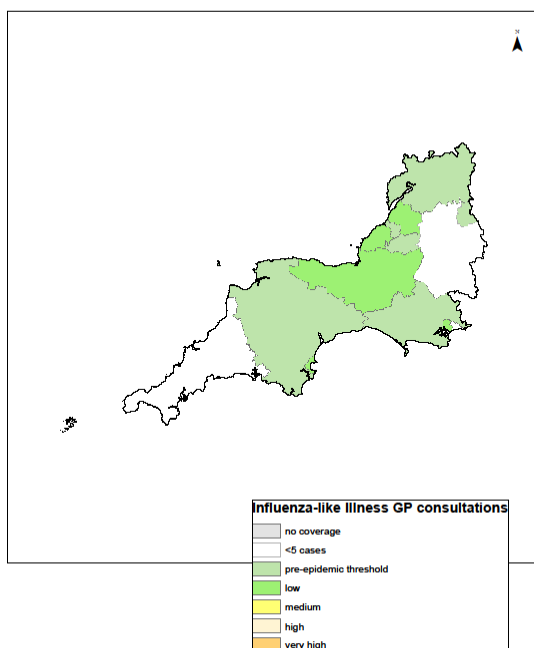 N
Influenza-like Illness GP consultations
no coverage
<5 cases
pre-epidemic threshold
low
medium
high
very high